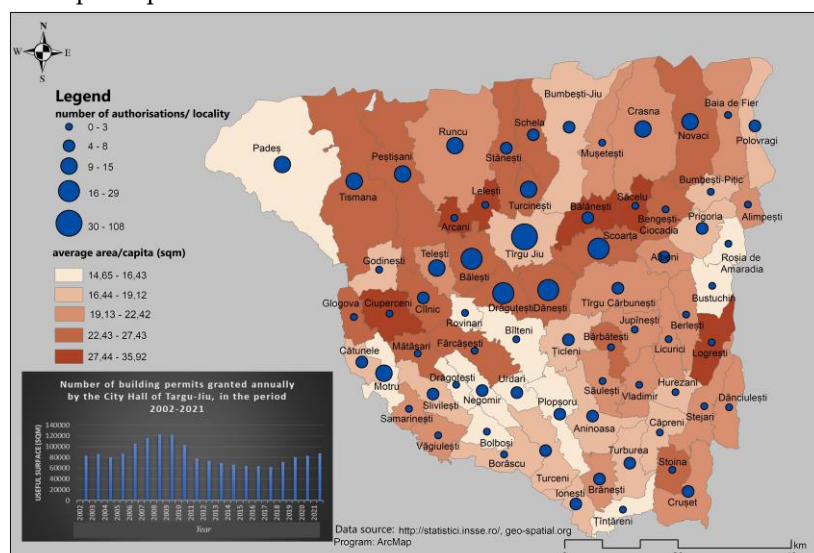 N
W E
S
Legend
number of authorisations/ locality
0 - 3
4 - 8
9 - 15
16 - 29
30 - 108
average area/capita (sqm)
14,65 - 16,43
16,44 - 19,12
19,13 - 22,42
22,43 - 27,43
27,44 - 35,92
Padeș
Tismana
Peștișani
Runcu
Stănești
Schela
Bumbești-Jiu
Mușetești
Crasna
Novaci
Baia de Fier
Polovragi
Lelești
Arcani
Turcinești
Bălănești
Săcelu
Bengești-
Ciocadia
Bumbești-Pițic
Prigoria
Alimpești
Godinești
Telești
Bălești
Tîrgu Jiu
Scoarța
Albeni
Roșia de
Amaradia
Glogova
Ciuperceni
Cîlnic
Rovinari
Drăguțești
Dănești
Tîrgu Cărbunești
Bustuchin
Jupînești
Berlești
Logrești
Cătunele
Mătăsari
Fărcășești
Bîlteni
Țicleni
Bărbătești
Licurici
Motru
Drăgotești
Urdari
Negomir
Slivilești
Samarinești
Plopșoru
Săulești
Vladimir
Hurezani
Dănciulești
Stejari
Văgiulești
Bolboși
Borăscu
Aninoasa
Căpreni
Turceni
Turburea
Stoina
Ionești
Brănești
Crușeț
Țînțăreni
Number of building permits granted annually
by the City Hall of Targu-Jiu, in the period
2002-2021
USEFUL SURFACE (SQM)
140000
120000
100000
80000
60000
40000
20000
0
2002 2003 2004 2005 2006 2007 2008 2009 2010 2011 2012 2013 2014 2015 2016 2017 2018 2019 2020 2021
Year
Data source: http://statistici.insse.ro/, geo-spatial.org
Program: ArcMap
km